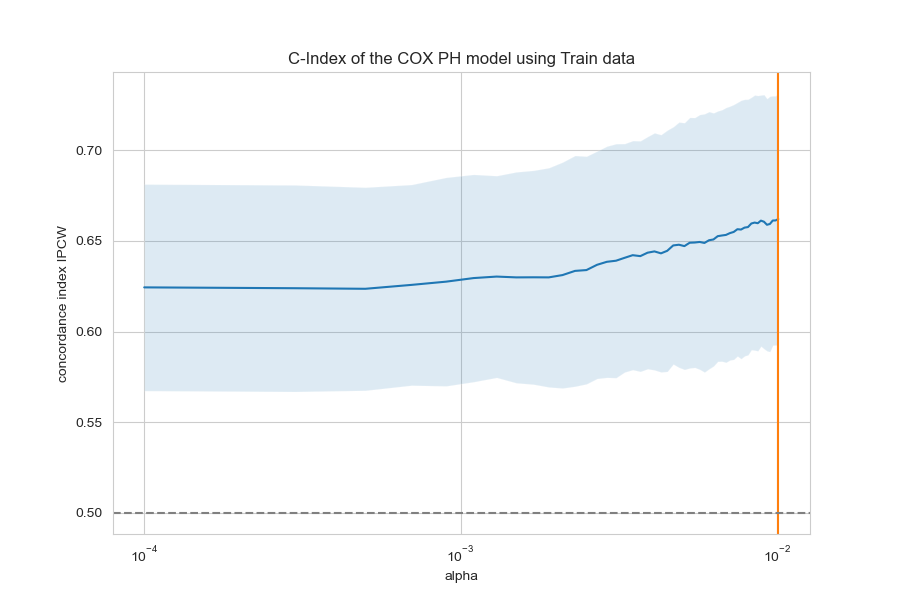 C-Index of the COX PH model using Train data
concordance index IPCW
0.70
0.65
0.60
0.55
0.50
10⁻⁴
10⁻³
10⁻²
alpha